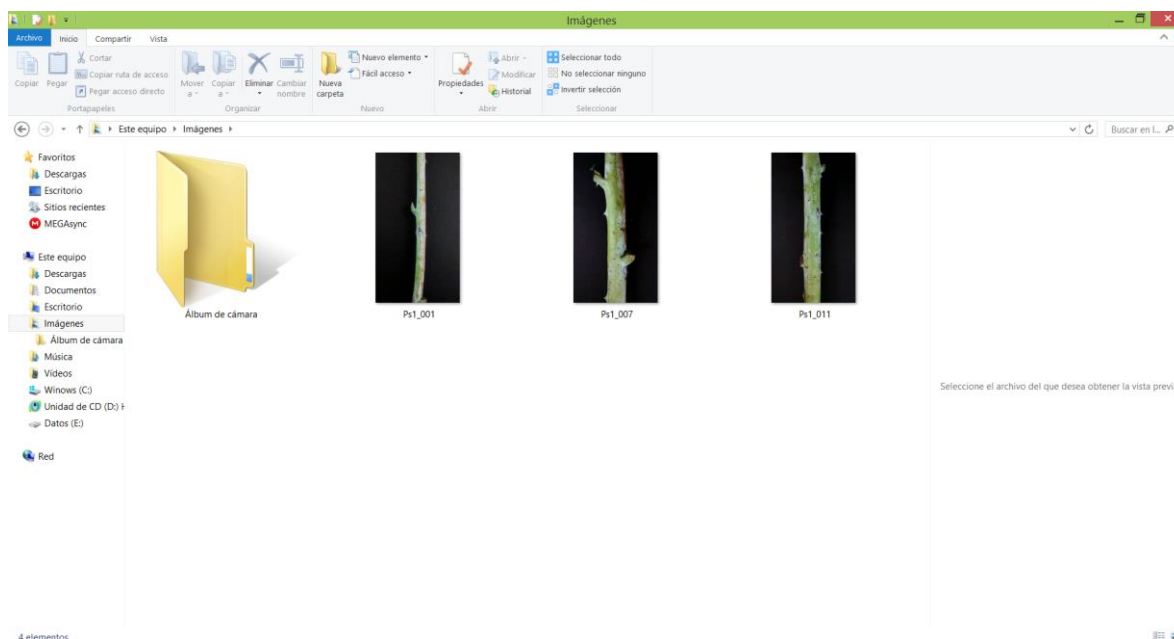 Imágenes
Archivo Inicio Compartir Vista
Copiar
Pegar
Cortar
Copiar ruta de acceso
Pegar acceso directo
Portapapeles
Mover a
Copiar a
Eliminar
Cambiar nombre
Organizar
Nueva carpeta
Nuevo elemento
Fácil acceso
Nuevo
Propiedades
Abrir
Modificar
Historial
Abrir
Seleccionar todo
No seleccionar ninguno
Invertir selección
Seleccionar
Este equipo Imágenes
Buscar en I...
Favoritos
Descargas
Escritorio
Sitios recientes
MEGAsync
Este equipo
Descargas
Documentos
Escritorio
Imágenes
Álbum de cámara
Música
Vídeos
Winows (C:)
Unidad de CD (D:) H
Datos (E:)
Red
Álbum de cámara
Ps1_001
Ps1_007
Ps1_011
Seleccione el archivo del que desea obtener la vista previ
4 elementos